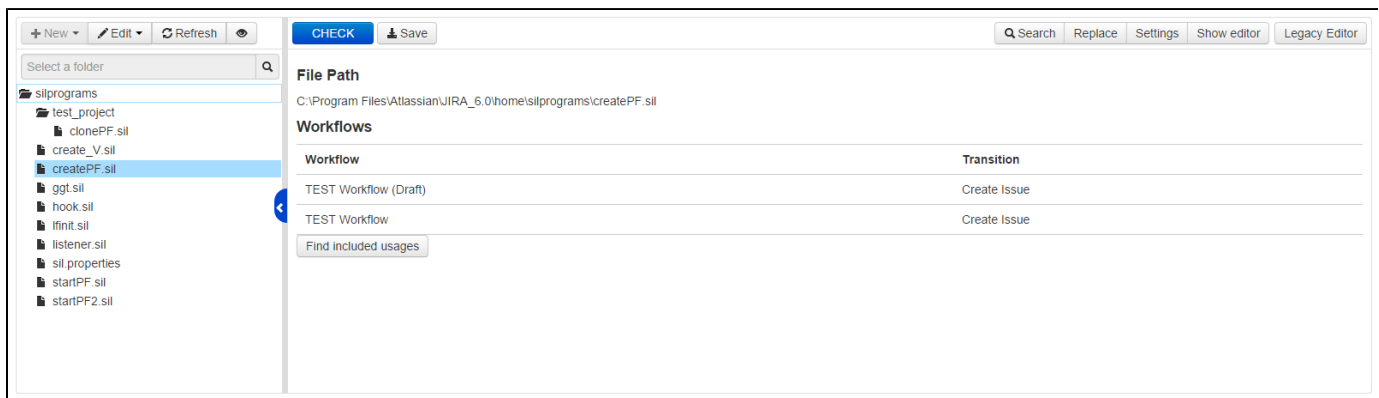 New Edit Refresh CHECK Save Search Replace Settings Show editor Legacy Editor
Select a folder
silprograms
test_project
clonePF.sil
create_V.sil
createPF.sil
ggt.sil
hook.sil
lfinit.sil
listener.sil
sil.properties
startPF.sil
startPF2.sil
File Path
C:\Program Files\Atlassian\JIRA_6.0\home\silprograms\createPF.sil
Workflows
Workflow Transition
TEST Workflow (Draft) Create Issue
TEST Workflow Create Issue
Find included usages